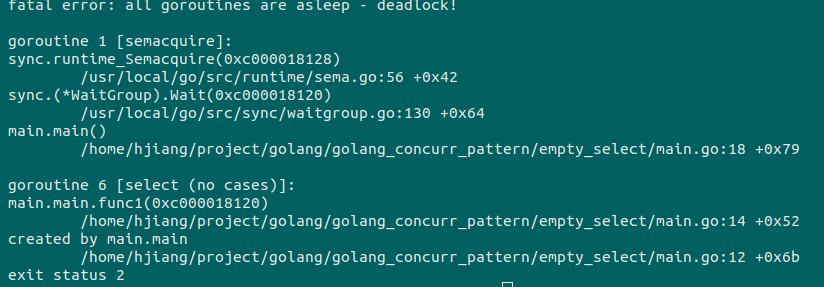 fatal error: all goroutines are asleep - deadlock!
goroutine 1 [semacquire]:
sync.runtime_Semacquire(0xc000018128)
/usr/local/go/src/runtime/sema.go:56 +0x42
sync.(*WaitGroup).Wait(0xc000018120)
/usr/local/go/src/sync/waitgroup.go:130 +0x64
main.main()
/home/hjiang/project/golang/golang_concurr_pattern/empty_select/main.go:18 +0x79
goroutine 6 [select (no cases)]:
main.main.func1(0xc000018120)
/home/hjiang/project/golang/golang_concurr_pattern/empty_select/main.go:14 +0x52
created by main.main
/home/hjiang/project/golang/golang_concurr_pattern/empty_select/main.go:12 +0x6b
exit status 2